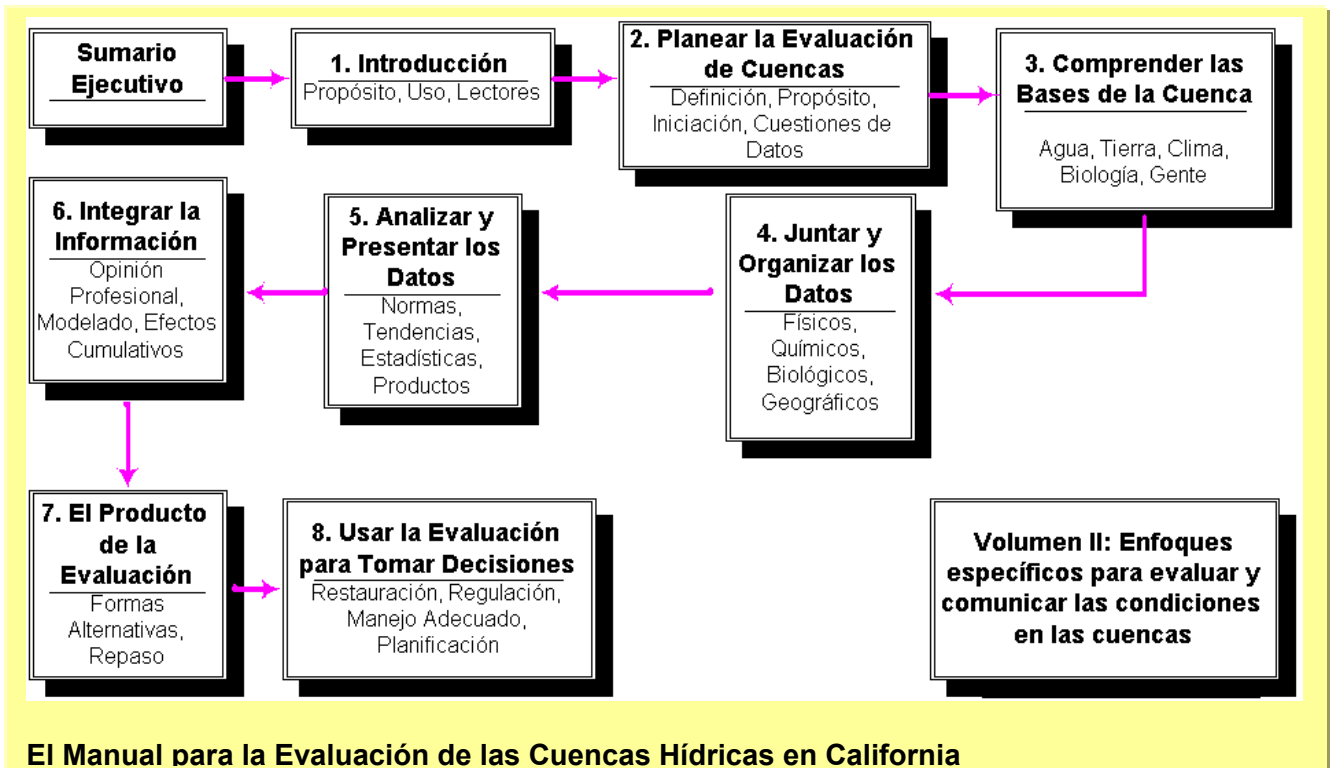 Sumario
Ejecutivo
1. Introducción
Propósito, Uso, Lectores
2. Planear la Evaluación
de Cuencas
Definición, Propósito,
Iniciación, Cuestiones de
Datos
3. Comprender las
Bases de la Cuenca
Agua, Tierra, Clima,
Biología, Gente
4. Juntar y
Organizar los
Datos
Físicos,
Químicos,
Biológicos,
Geográficos
5. Analizar y
Presentar los
Datos
Normas,
Tendencias,
Estadísticas,
Productos
6. Integrar la
Información
Opinión
Profesional,
Modelado, Efectos
Cumulativos
7. El Producto
de la
Evaluación
Formas
Alternativas,
Repaso
8. Usar la Evaluación
para Tomar Decisiones
Restauración, Regulación,
Manejo Adecuado,
Planificación
Volumen II: Enfoques
específicos para evaluar y
comunicar las condiciones
en las cuencas
El Manual para la Evaluación de las Cuencas Hídricas en California